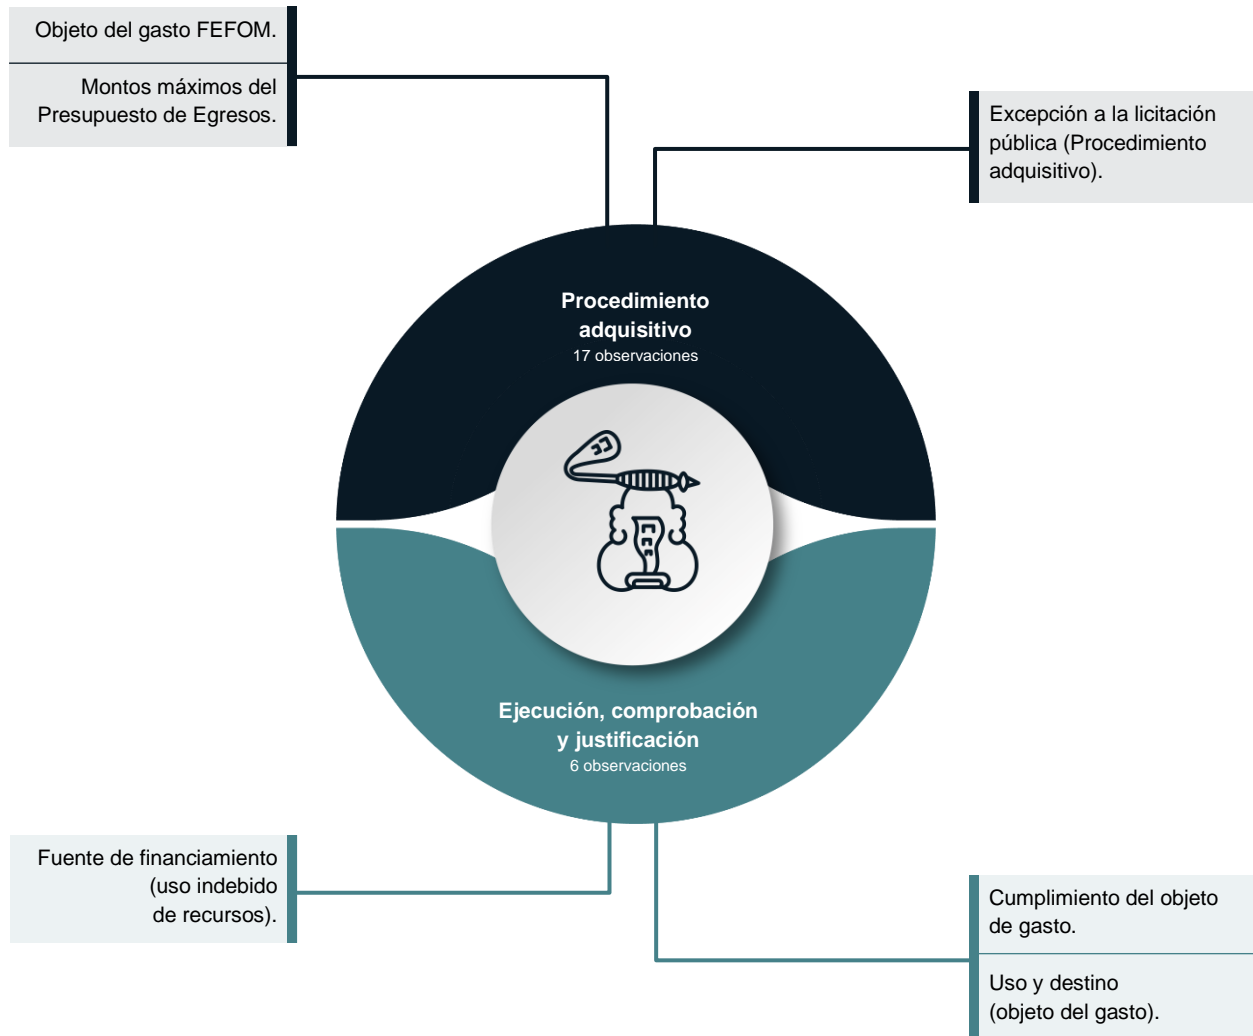 Objeto del gasto FEFOM.
Montos máximos del
Presupuesto de Egresos.
Excepción a la licitación
pública (Procedimiento
adquisitivo).
Procedimiento
adquisitivo
17 observaciones
Ejecución, comprobación
y justificación
6 observaciones
Fuente de financiamiento
(uso indebido
de recursos).
Cumplimiento del objeto
de gasto.
Uso y destino
(objeto del gasto).